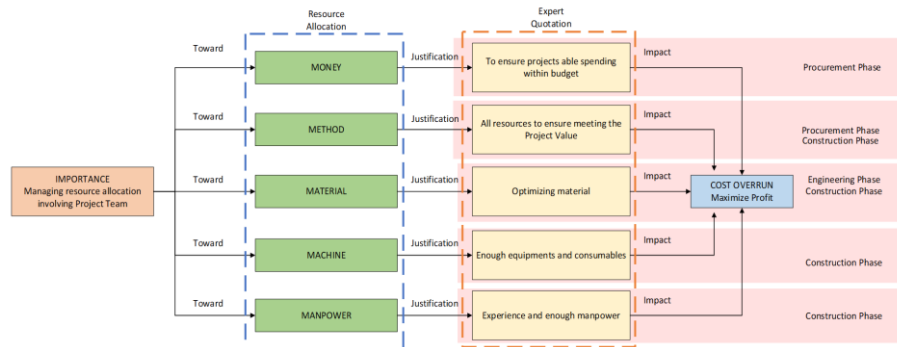 Resource
Allocation
Expert
Quotation
Toward
MONEY
Justification
To ensure projects able spending
within budget
Impact
Procurement Phase
Toward
METHOD
Justification
All resources to ensure meeting the
Project Value
Impact
Procurement Phase
Construction Phase
IMPORTANCE
Managing resource allocation
involving Project Team
Toward
MATERIAL
Justification
Optimizing material
Impact
COST OVERRUN
Maximize Profit
Engineering Phase
Construction Phase
Toward
MACHINE
Justification
Enough equipments and consumables
Impact
Construction Phase
Toward
MANPOWER
Justification
Experience and enough manpower
Impact
Construction Phase